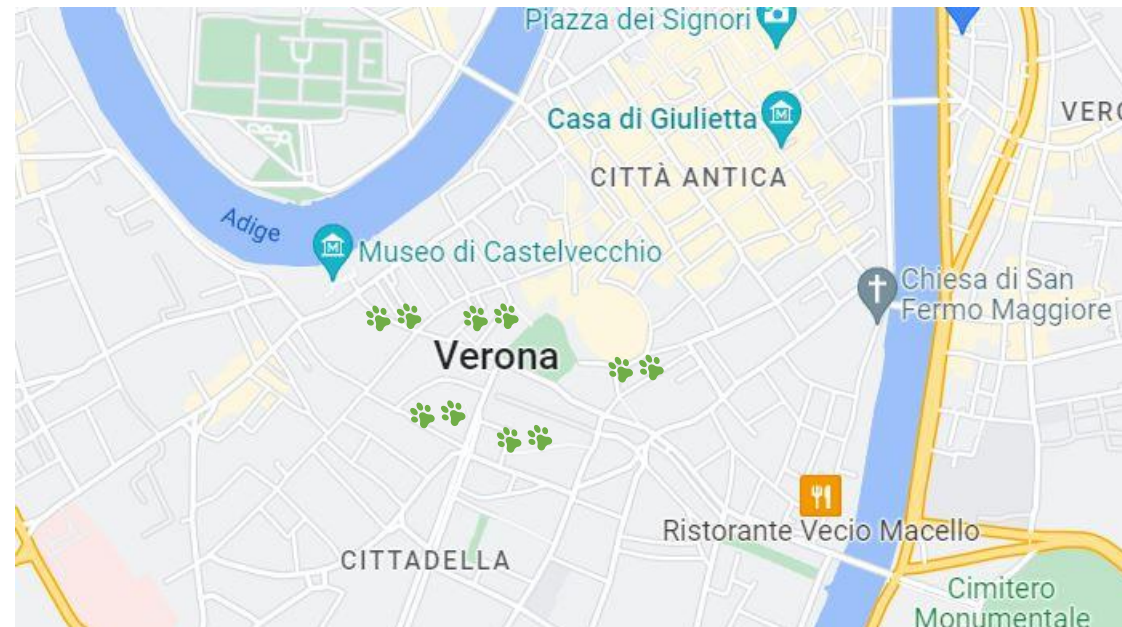 Piazza dei Signori
Casa di Giulietta
VERO
CITTÀ ANTICA
Adige
Museo di Castelvecchio
Chiesa di San
Fermo Maggiore
Verona
Ristorante Vecio Macello
CITTADELLA
Cimitero
Monumentale